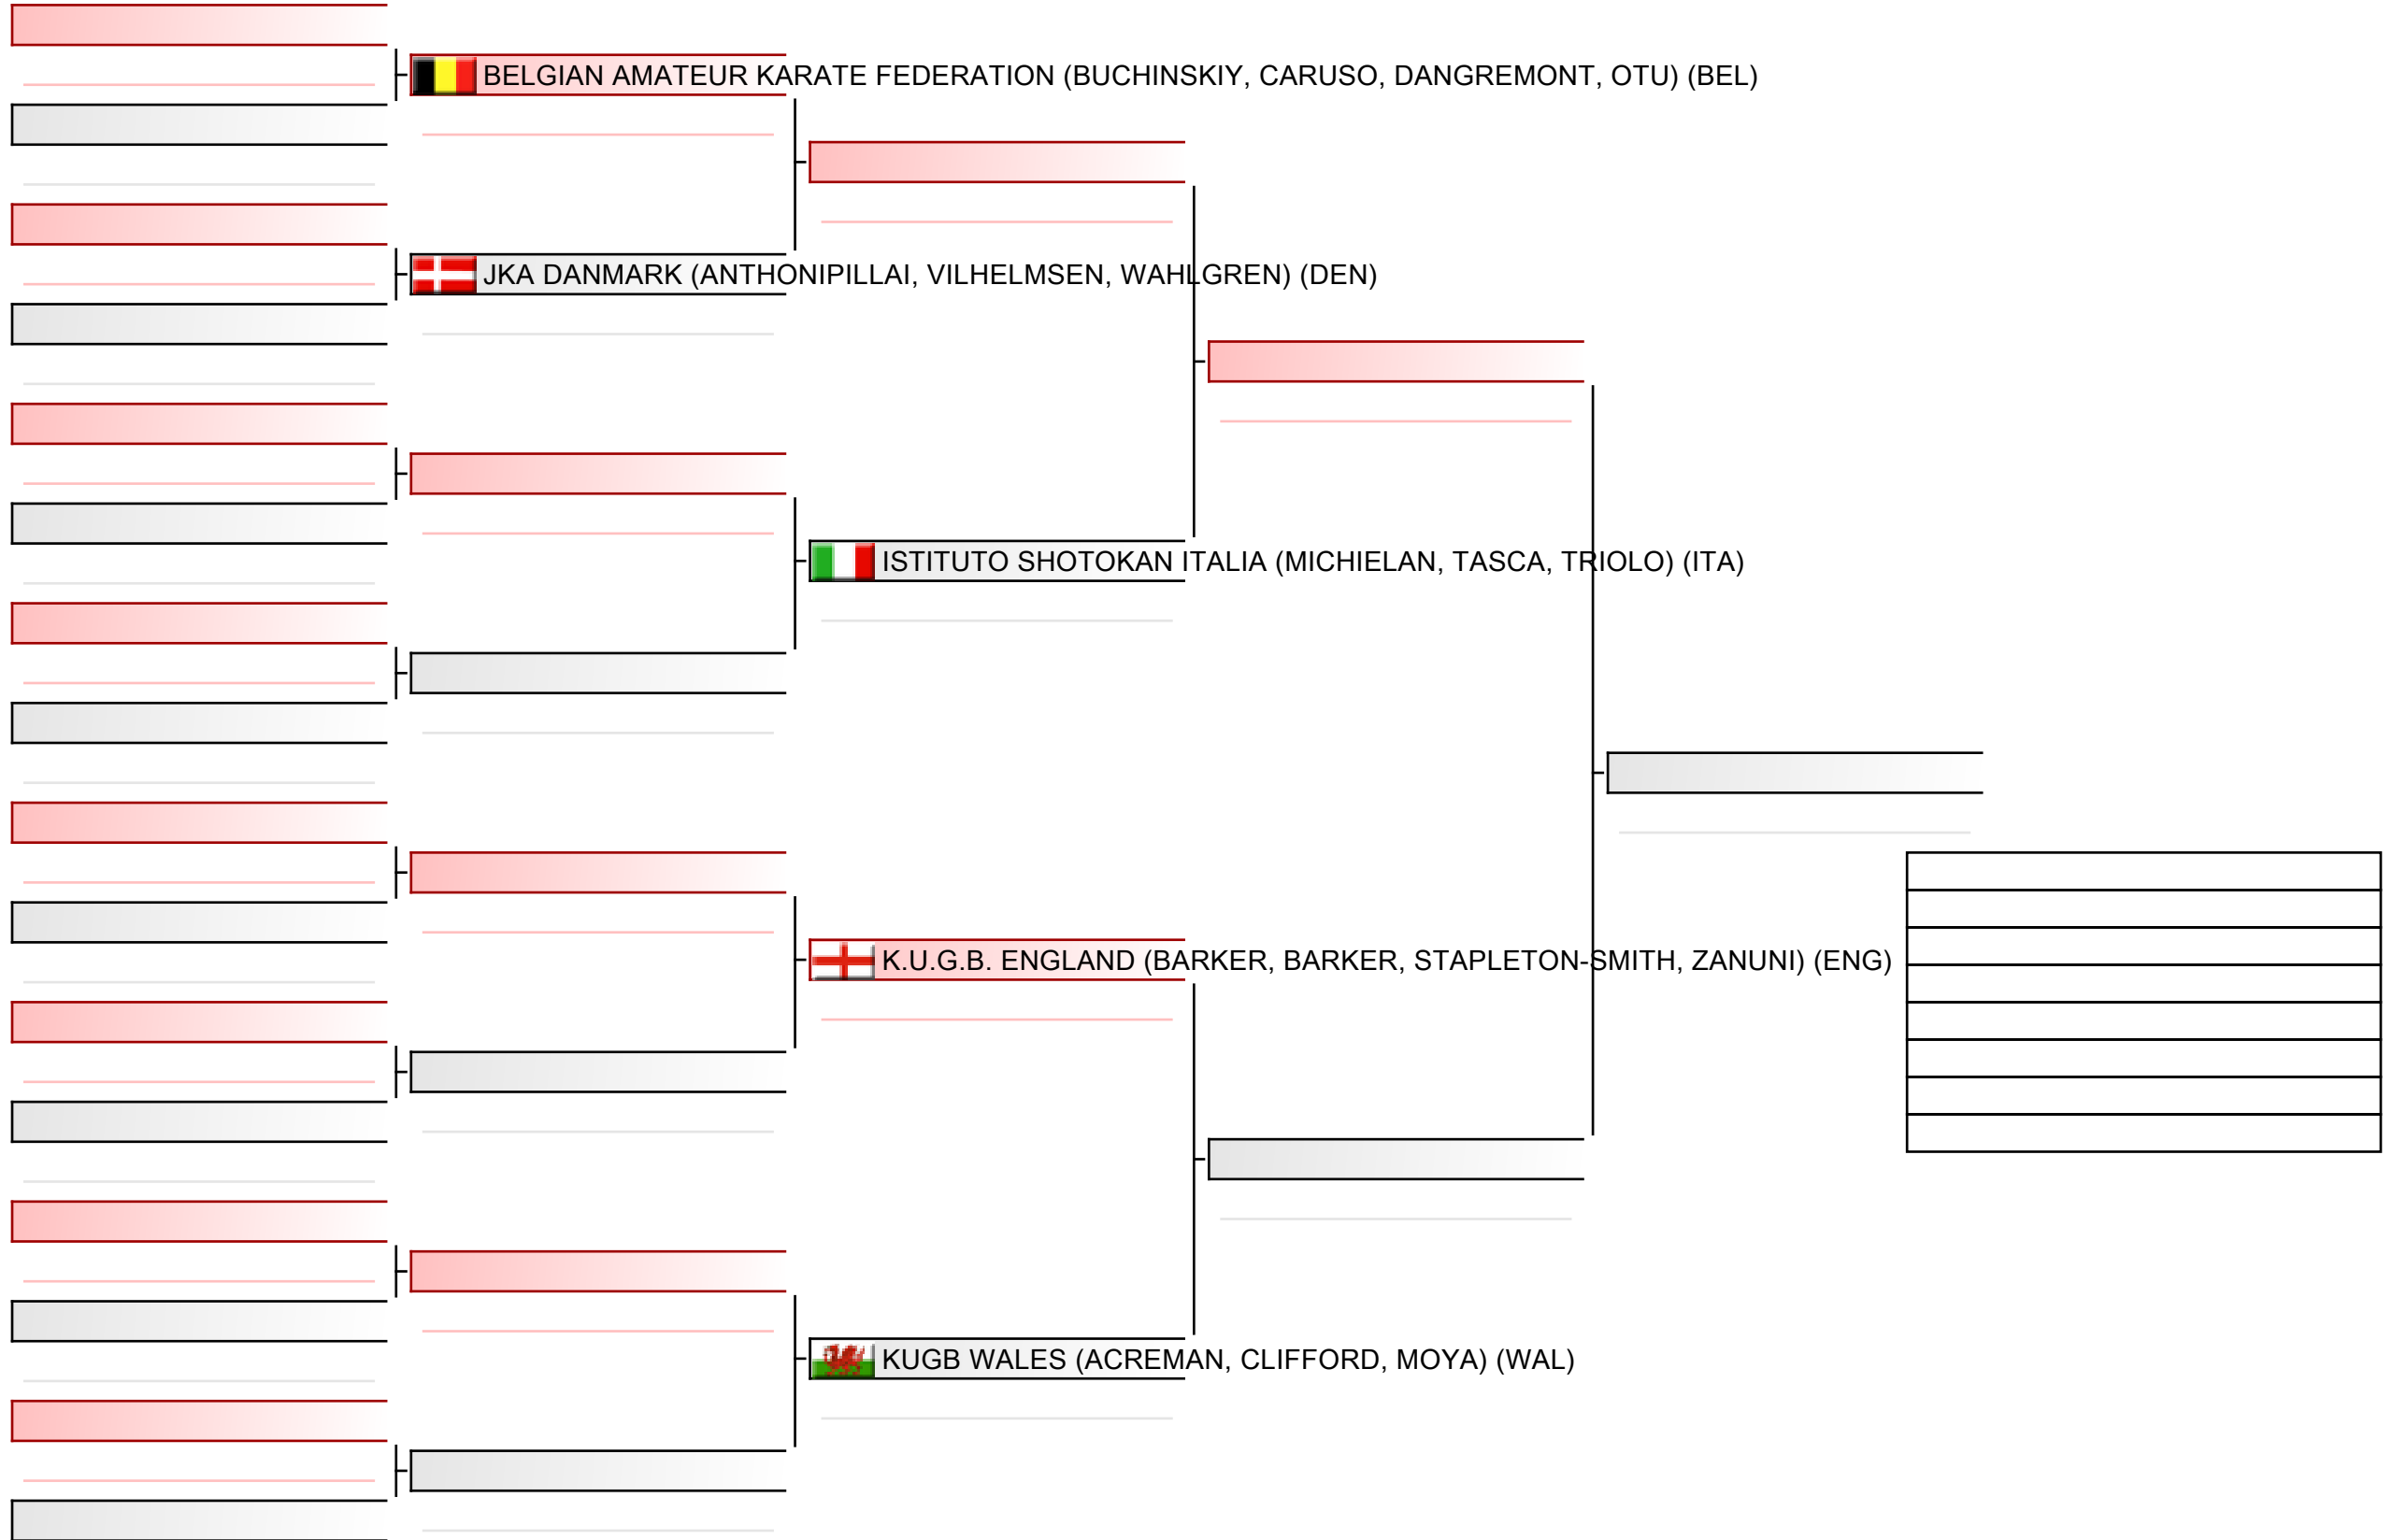 BELGIAN AMATEUR KARATE FEDERATION (BUCHINSKIY, CARUSO, DANGREMONT, OTU) (BEL)
JKA DANMARK (ANTHONIPILLAI, VILHELMSEN, WAHLGREN) (DEN)
ISTITUTO SHOTOKAN ITALIA (MICHIELAN, TASCA, TRIOLO) (ITA)
K.U.G.B. ENGLAND (BARKER, BARKER, STAPLETON-SMITH, ZANUNI) (ENG)
KUGB WALES (ACREMAN, CLIFFORD, MOYA) (WAL)